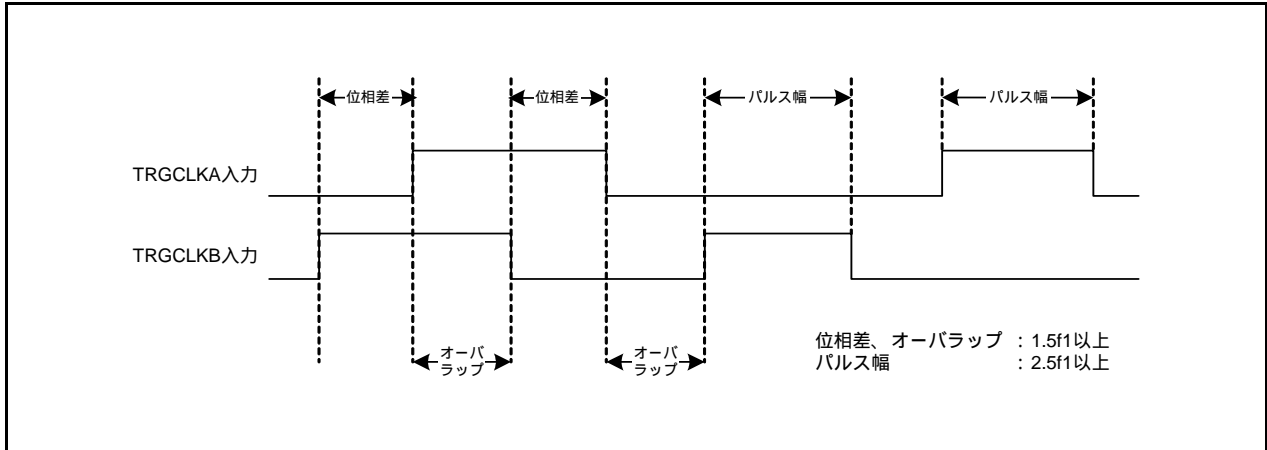 位相差
位相差
パルス幅
パルス幅
TRGCLKA入力
TRGCLKB入力
オーバ
ラップ
オーバ
ラップ
位相差、オーバラップ : 1.5f1以上
パルス幅 : 2.5f1以上